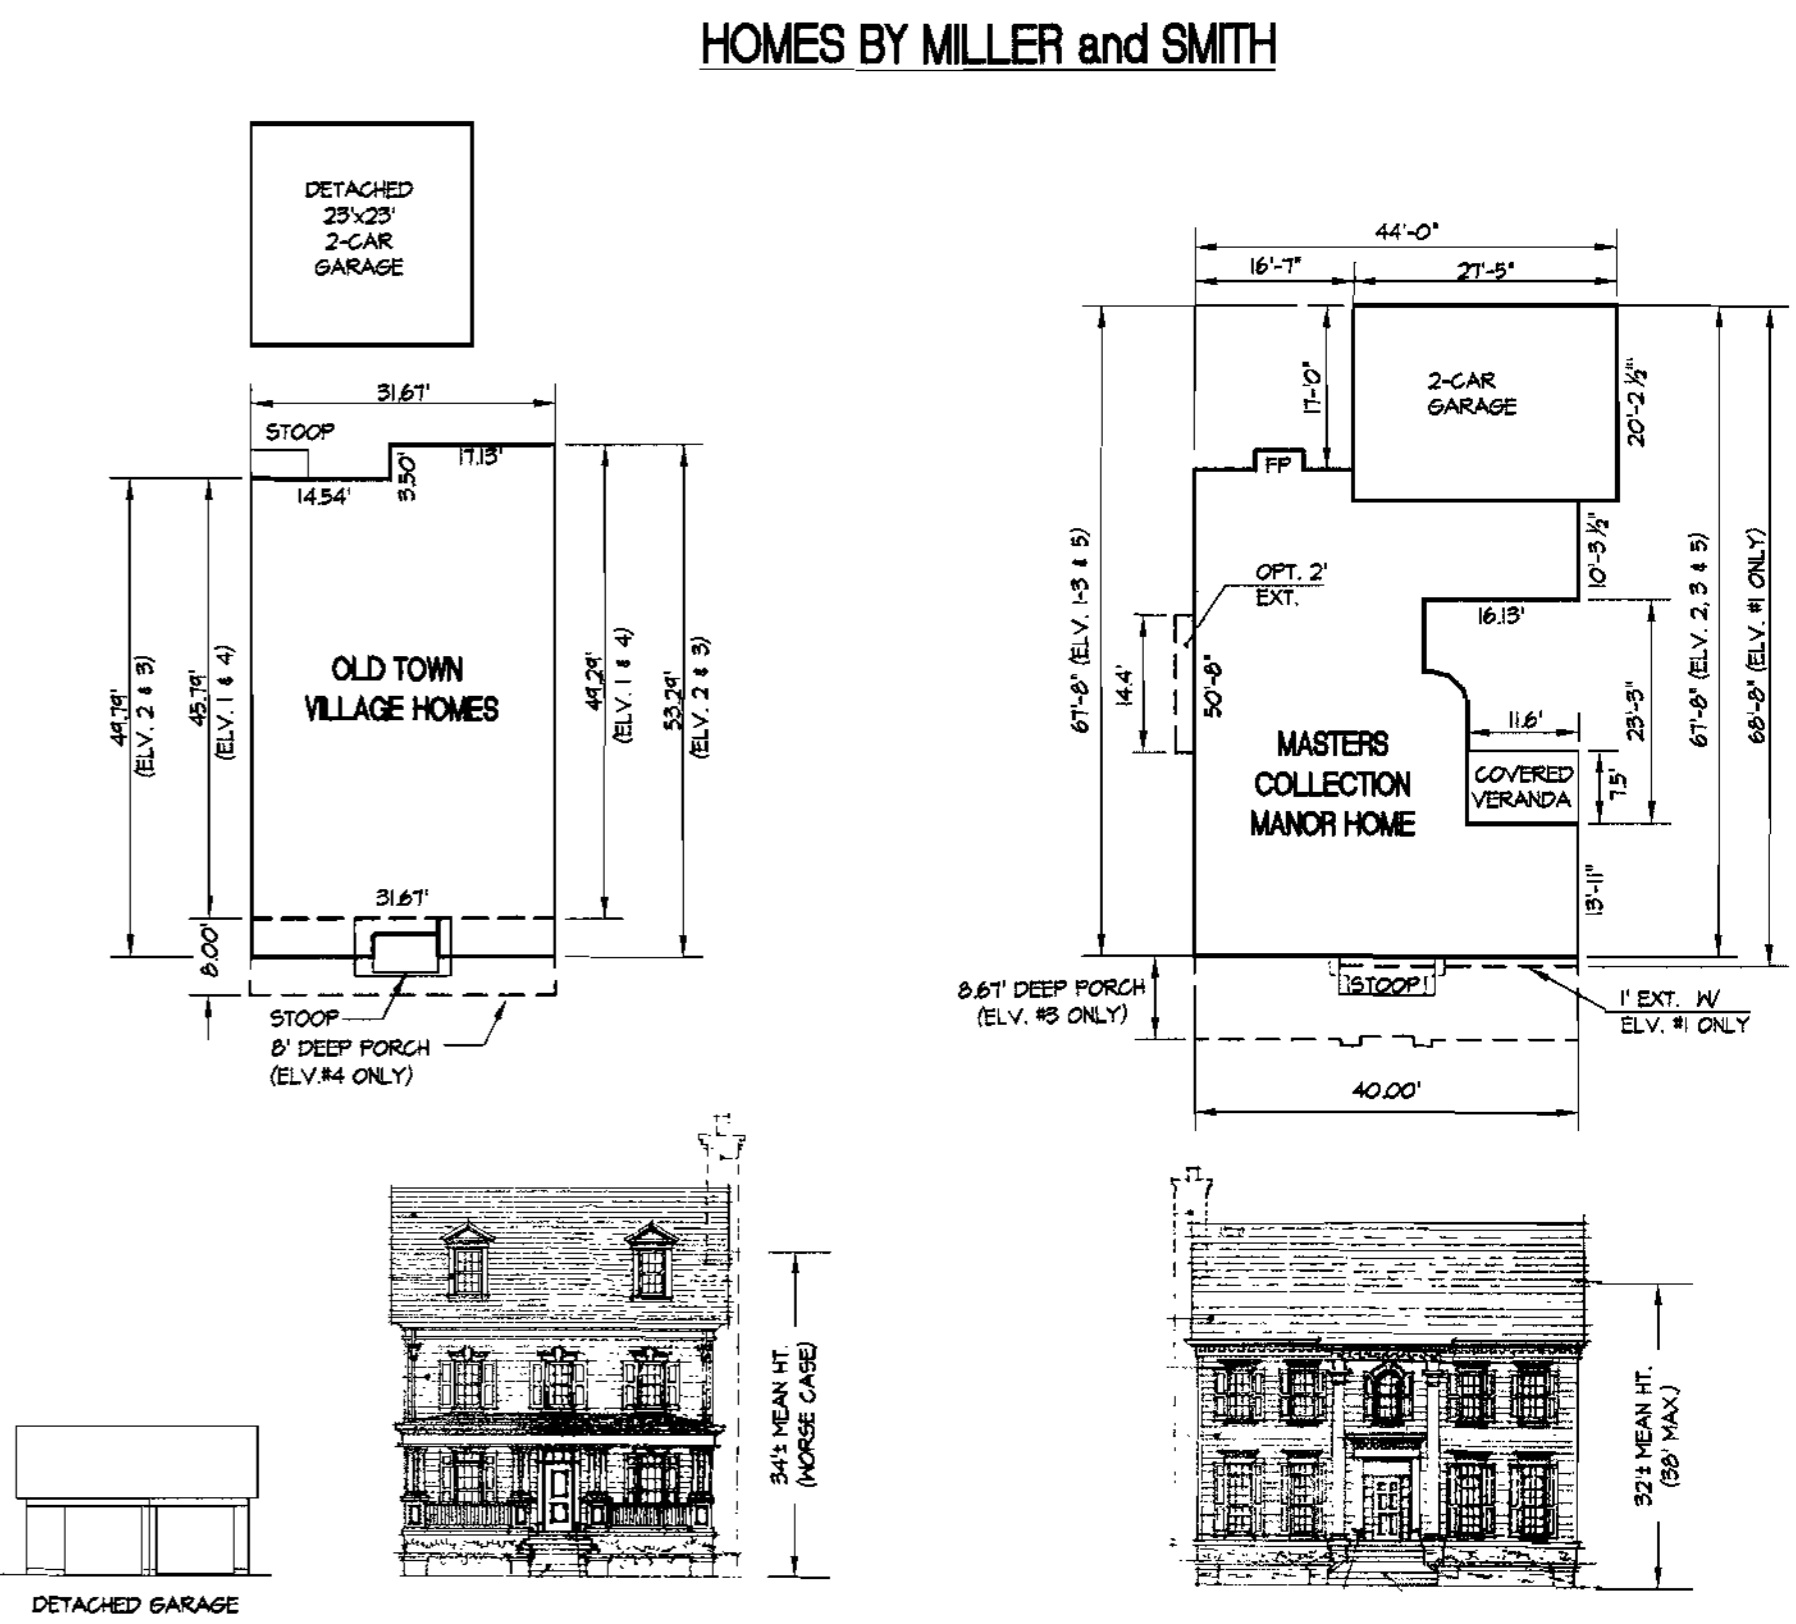 HOMES BY MILLER and SMITH
DETACHED
23'x23'
2-CAR
GARAGE
31.67'
STOOP
14.54'
3.50'
17.13'
49.79'
(ELV. 2 & 3)
45.79'
(ELV. 1 & 4)
OLD TOWN
VILLAGE HOMES
49.29'
(ELV. 1 & 4)
53.29'
(ELV. 2 & 3)
31.67'
8.00'
STOOP
8' DEEP PORCH
(ELV.#4 ONLY)
44'-0"
16'-7"
27'-5"
17'-0"
2-CAR
GARAGE
20'-2 ½"
FP
10'-3 ½"
67'-8" (ELV. 1-3 & 5)
OPT. 2'
EXT.
14.4'
50'-8"
16.13'
11.6'
23'-3"
67'-8" (ELV. 2, 3 & 5)
68'-8" (ELV. #1 ONLY)
MASTERS
COLLECTION
MANOR HOME
COVERED
VERANDA
7.5'
13'-11"
8.67' DEEP PORCH
(ELV. #3 ONLY)
STOOP
1' EXT. W/
ELV. #1 ONLY
40.00'
34'± MEAN HT.
(WORSE CASE)
32'± MEAN HT.
(38' MAX.)
DETACHED GARAGE